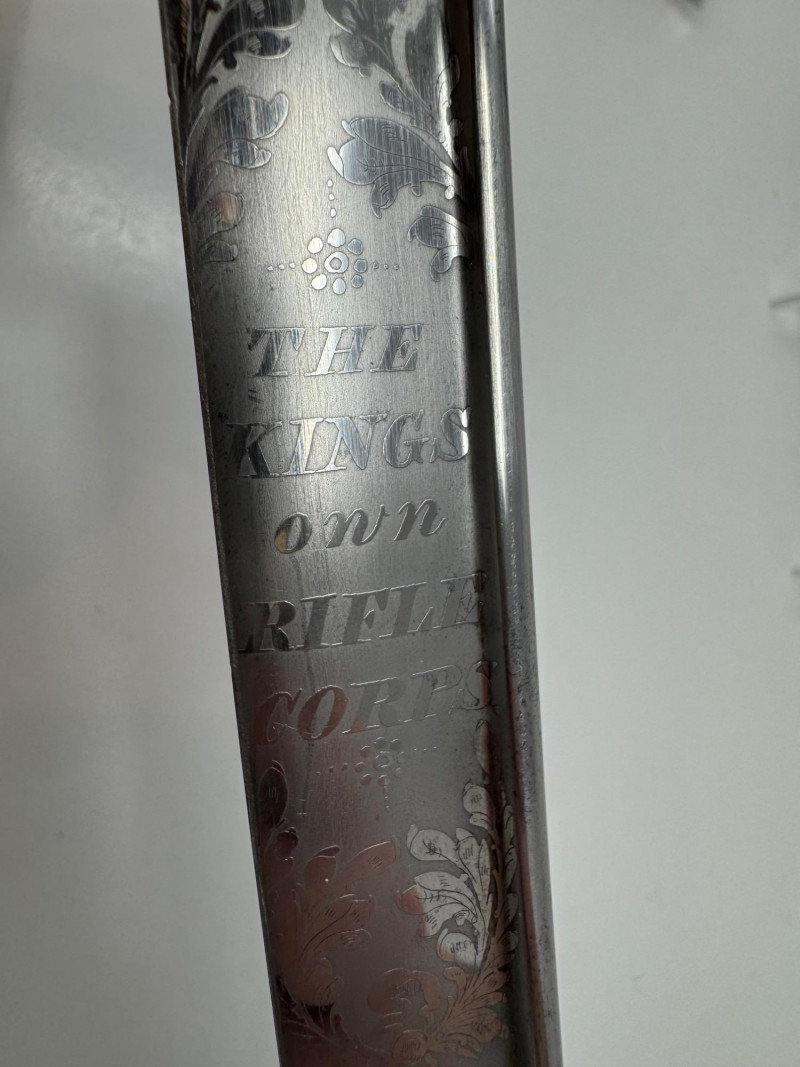 THE
KINGS
own
RIFLE
CORPS